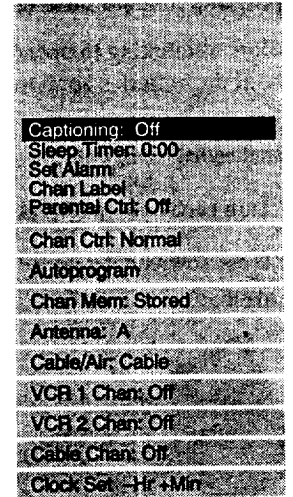 Captioning: Off
Sleep Timer: 0:00
Set Alarm
Chan Label
Parental Ctrl: Off
Chan Ctrl: Normal
Autoprogram
Chan Mem: Stored
Antenna: A
Cable/Air: Cable
VCR 1 Chan: Off
VCR 2 Chan: Off
Cable Chan: Off
Clock Set -Hr +Min